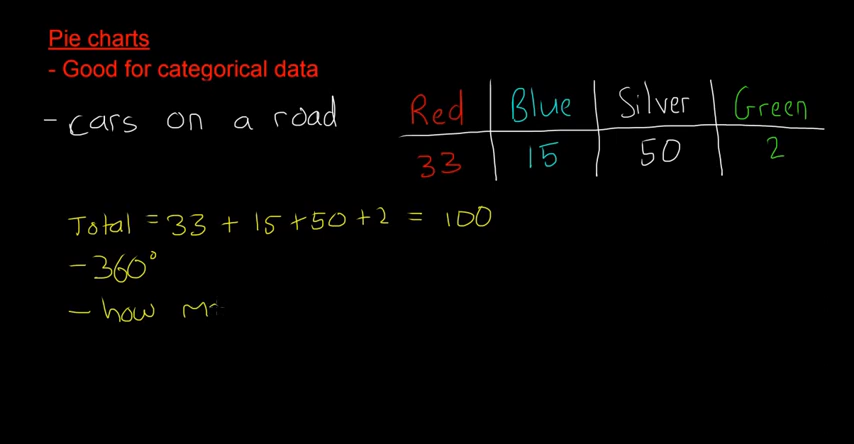 Pie charts
- Good for categorical data
- cars on a road
Red Blue Silver Green
33 15 50 2
Total = 33 + 15 + 50 + 2 = 100
- 360°
- how